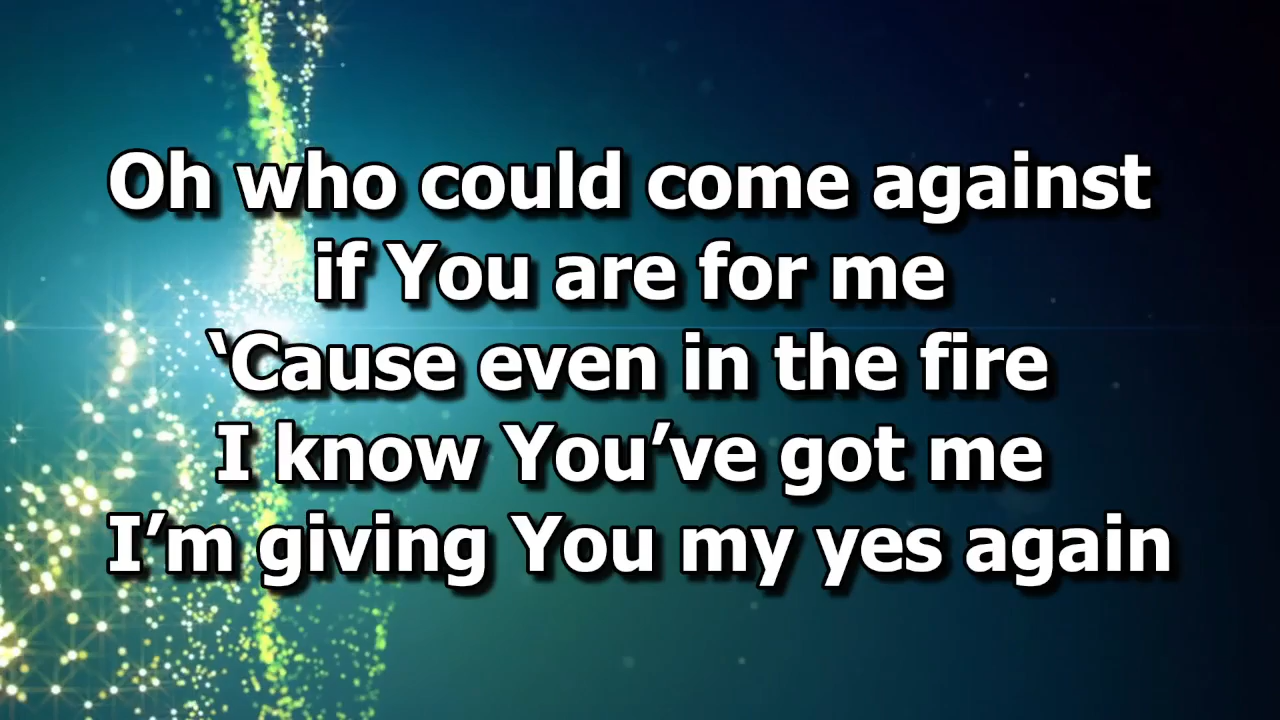 Oh who could come against
if You are for me
‘Cause even in the fire
I know You’ve got me
I’m giving You my yes again